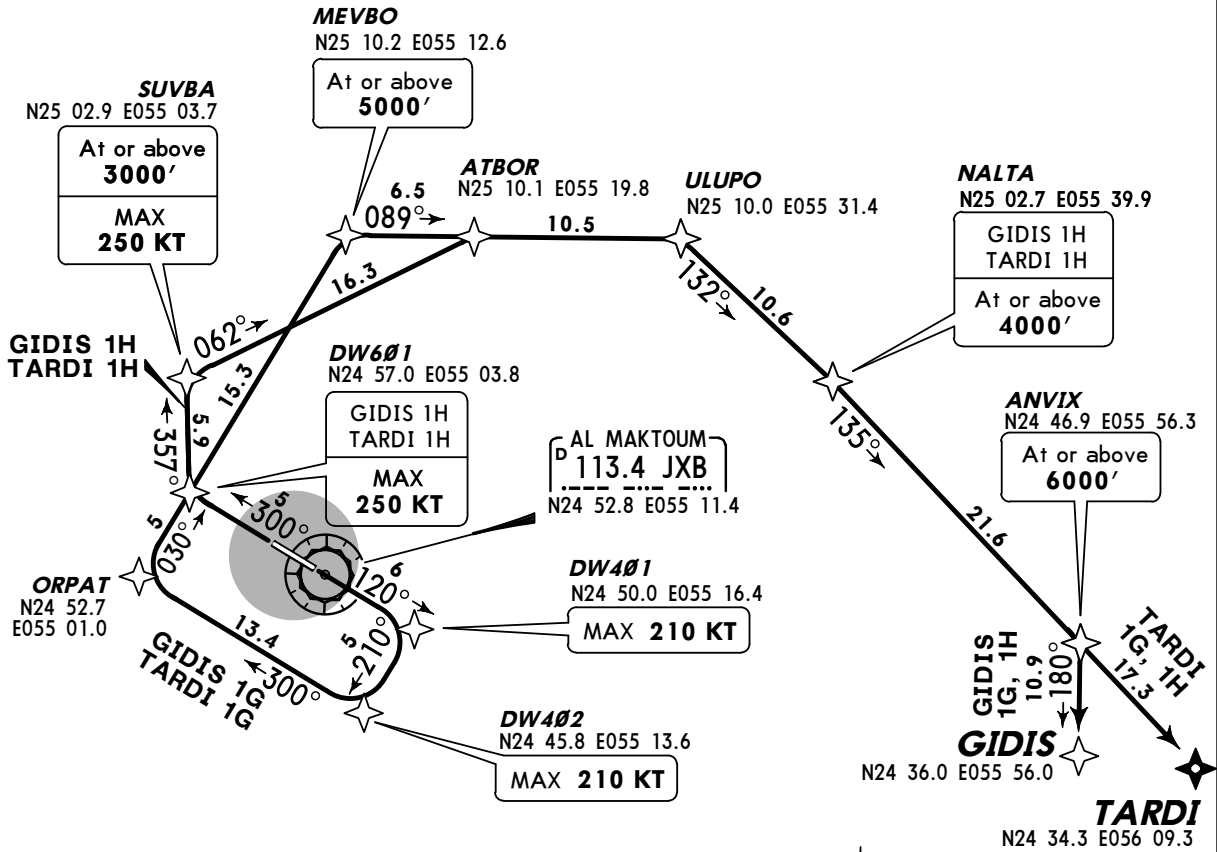 MEVBO
N25 10.2 E055 12.6
At or above
5000'
SUVBA
N25 02.9 E055 03.7
At or above
3000'
MAX
250 KT
ATBOR
N25 10.1 E055 19.8
ULUPO
N25 10.0 E055 31.4
NALTA
N25 02.7 E055 39.9
GIDIS 1H
TARDI 1H
At or above
4000'
6.5
089°
10.5
16.3
132°
10.6
062°
15.3
GIDIS 1H
TARDI 1H
5.9
357°
DW6Ø1
N24 57.0 E055 03.8
GIDIS 1H
TARDI 1H
MAX
250 KT
135°
21.6
ANVIX
N24 46.9 E055 56.3
At or above
6000'
AL MAKTOUM
D 113.4 JXB
N24 52.8 E055 11.4
5
300°
5
030°
6
120°
ORPAT
N24 52.7
E055 01.0
DW4Ø1
N24 50.0 E055 16.4
MAX 210 KT
5
210°
13.4
300°
GIDIS 1G
TARDI 1G
DW4Ø2
N24 45.8 E055 13.6
MAX 210 KT
GIDIS
1G, 1H
10.9
180°
TARDI
1G, 1H
17.3
GIDIS
N24 36.0 E055 56.0
TARDI
N24 34.3 E056 09.3